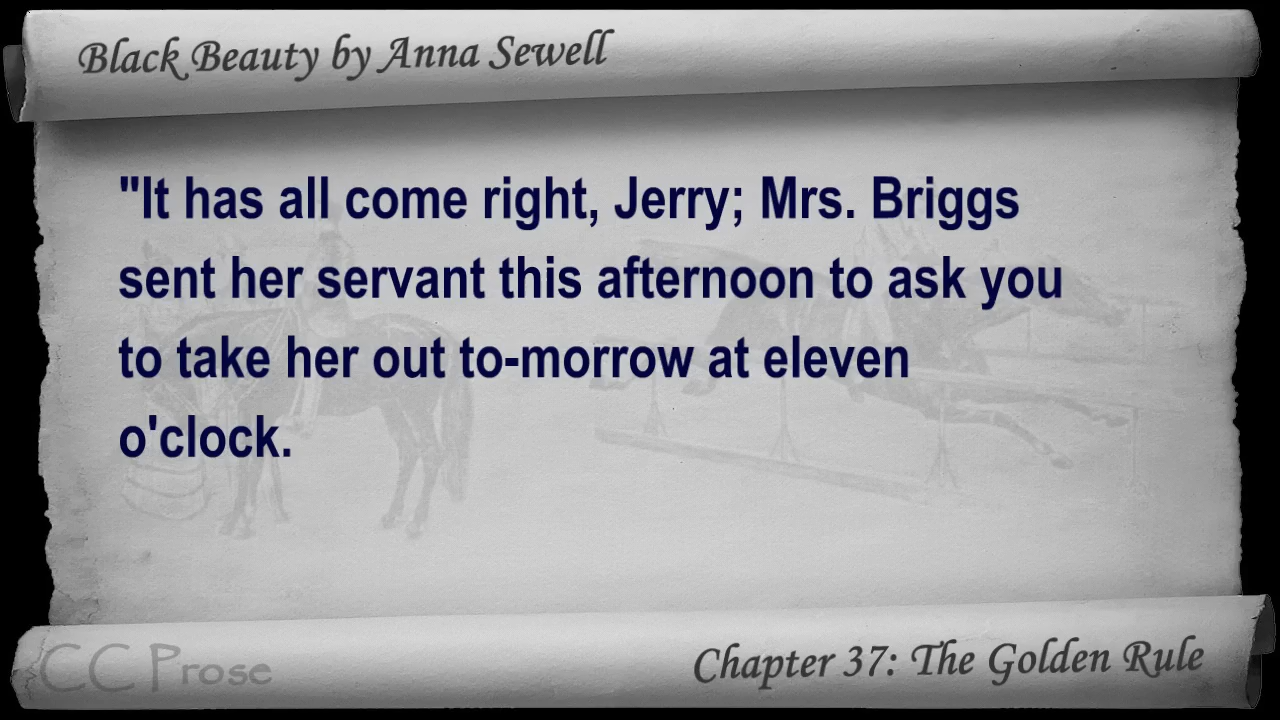 Black Beauty by Anna Sewell
"It has all come right, Jerry; Mrs. Briggs
sent her servant this afternoon to ask you
to take her out to-morrow at eleven
o'clock.
CC Prose
Chapter 37: The Golden Rule